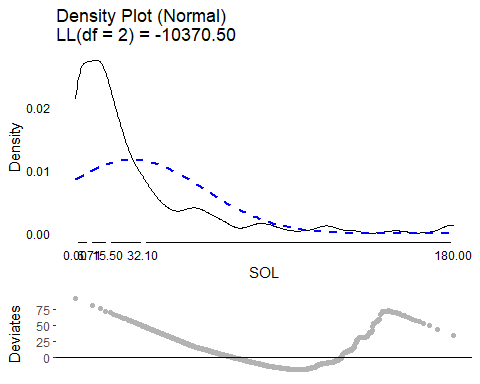 Density Plot (Normal)
LL(df = 2) = -10370.50
Density
0.02
0.01
0.00
32.10
180.00
SOL
Deviates
75
50
25
0